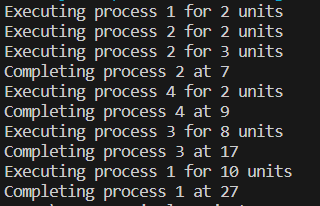 Executing process 1 for 2 units
Executing process 2 for 2 units
Executing process 2 for 3 units
Completing process 2 at 7
Executing process 4 for 2 units
Completing process 4 at 9
Executing process 3 for 8 units
Completing process 3 at 17
Executing process 1 for 10 units
Completing process 1 at 27